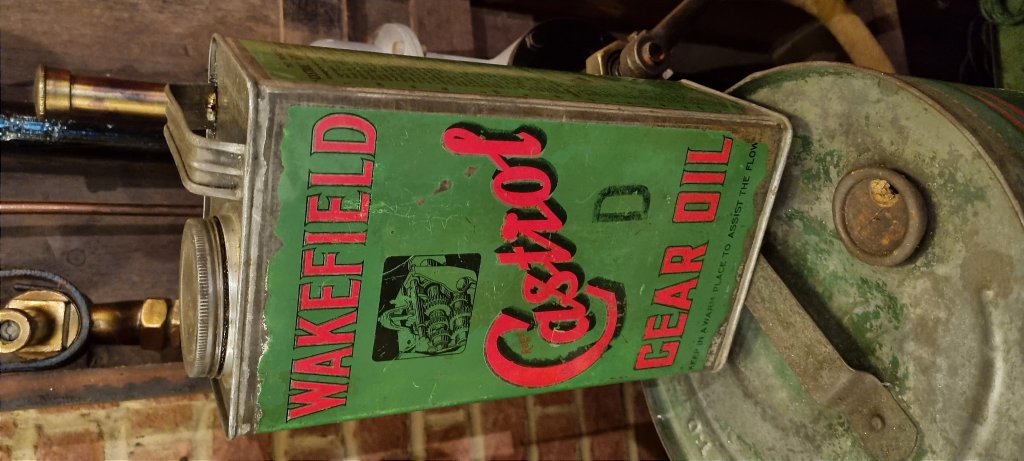 WAKEFIELD
Castrol
D
GEAR OIL
KEEP IN A WARM PLACE TO ASSIST THE FLOW